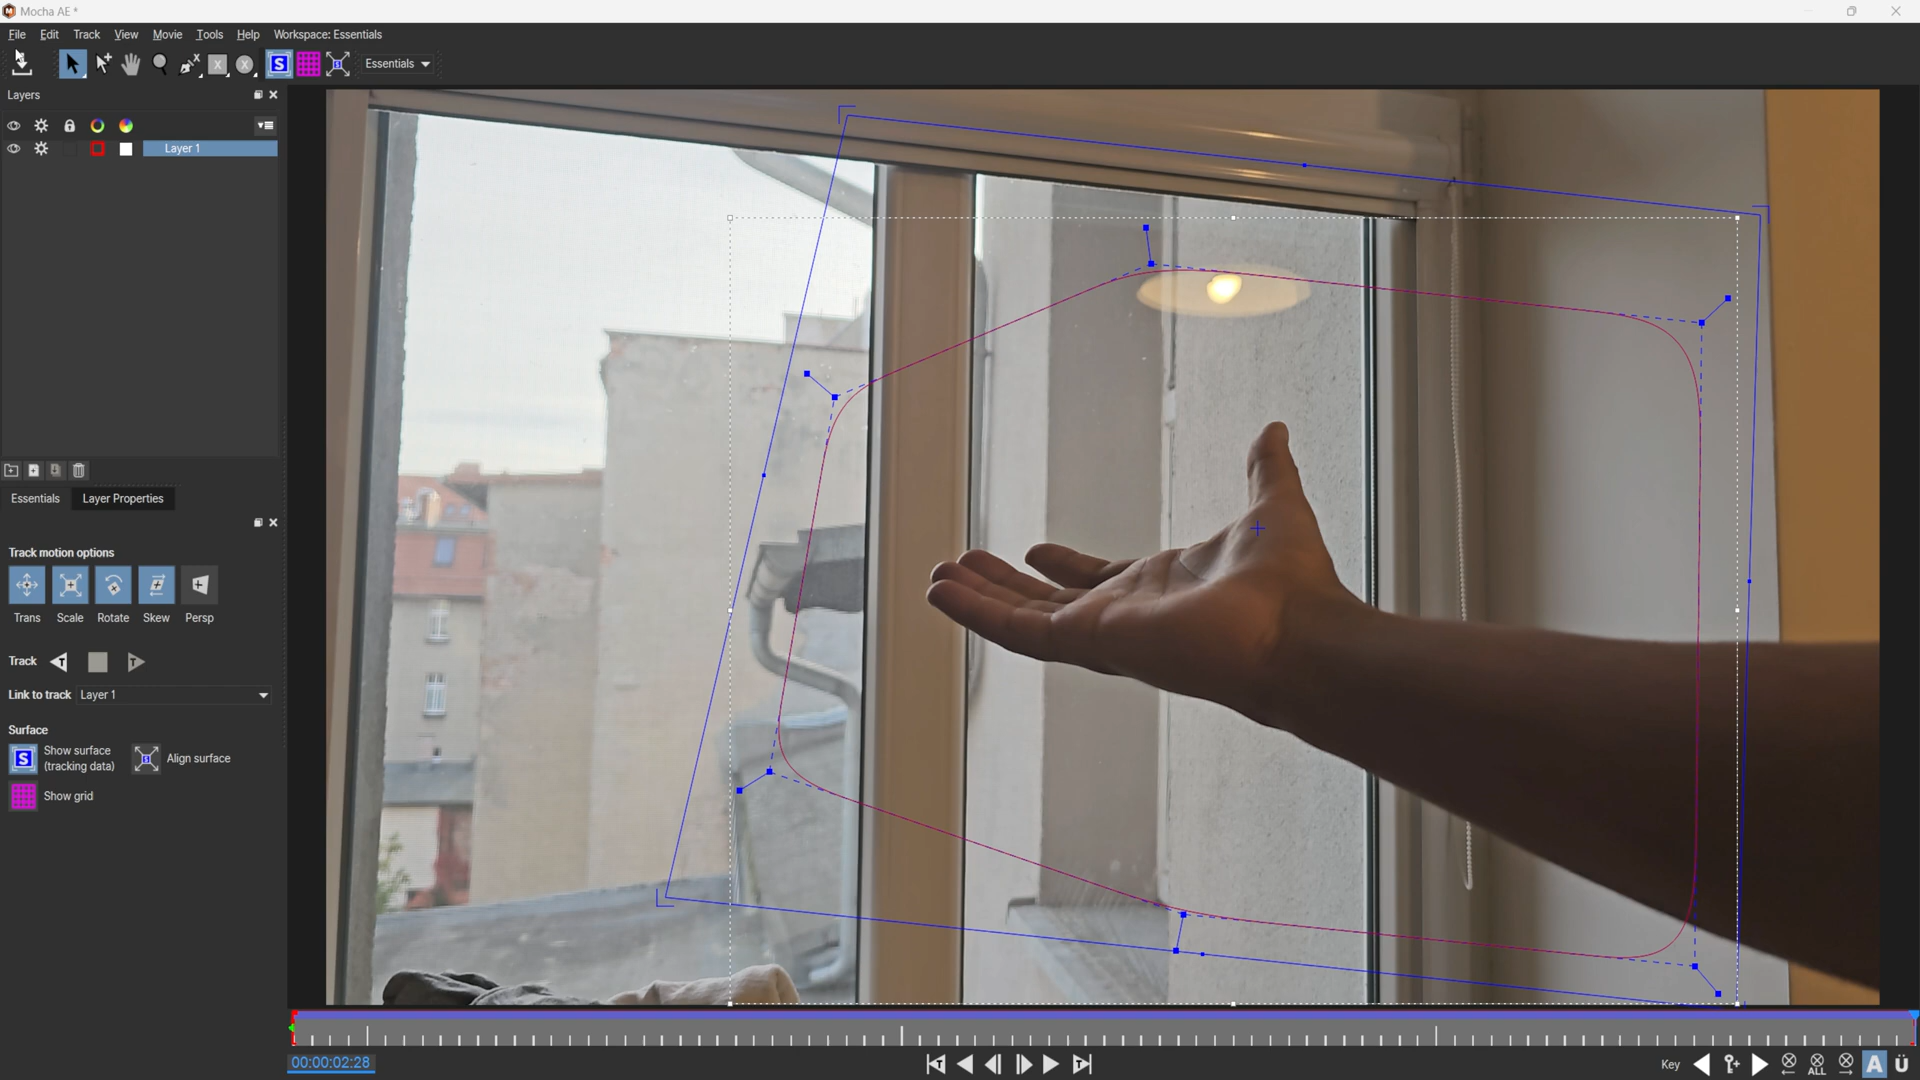 Mocha AE *
File Edit Track View Movie Tools Help Workspace: Essentials
S Essentials
Layers
Layer 1
Essentials Layer Properties
Track motion options
Trans Scale Rotate Skew Persp
Track
Link to track Layer 1
Surface
Show surface
(tracking data)
Align surface
Show grid
00:00:02:28
Key
ALL
A Ü